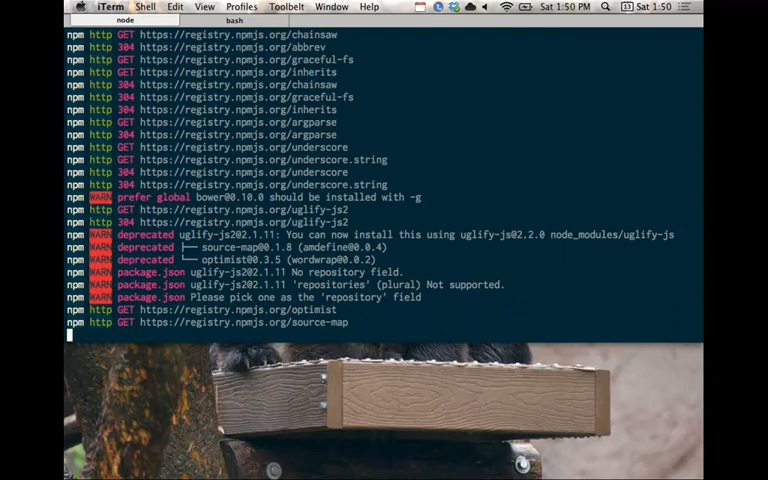 iTerm Shell Edit View Profiles Toolbelt Window Help Sat 1:50 PM 13 Sat 1:50
node bash
npm http GET https://registry.npmjs.org/chainsaw
npm http 304 https://registry.npmjs.org/abbrev
npm http GET https://registry.npmjs.org/graceful-fs
npm http GET https://registry.npmjs.org/inherits
npm http 304 https://registry.npmjs.org/chainsaw
npm http 304 https://registry.npmjs.org/graceful-fs
npm http 304 https://registry.npmjs.org/inherits
npm http GET https://registry.npmjs.org/argparse
npm http 304 https://registry.npmjs.org/argparse
npm http GET https://registry.npmjs.org/underscore
npm http GET https://registry.npmjs.org/underscore.string
npm http 304 https://registry.npmjs.org/underscore
npm http 304 https://registry.npmjs.org/underscore.string
npm WARN prefer global bower@0.10.0 should be installed with -g
npm http GET https://registry.npmjs.org/uglify-js2
npm http 304 https://registry.npmjs.org/uglify-js2
npm WARN deprecated uglify-js2@2.1.11: You can now install this using uglify-js@2.2.0 node_modules/uglify-js
npm WARN deprecated ├── source-map@0.1.8 (amdefine@0.0.4)
npm WARN deprecated └── optimist@0.3.5 (wordwrap@0.0.2)
npm WARN package.json uglify-js2@2.1.11 No repository field.
npm WARN package.json uglify-js2@2.1.11 'repositories' (plural) Not supported.
npm WARN package.json Please pick one as the 'repository' field
npm http GET https://registry.npmjs.org/optimist
npm http GET https://registry.npmjs.org/source-map